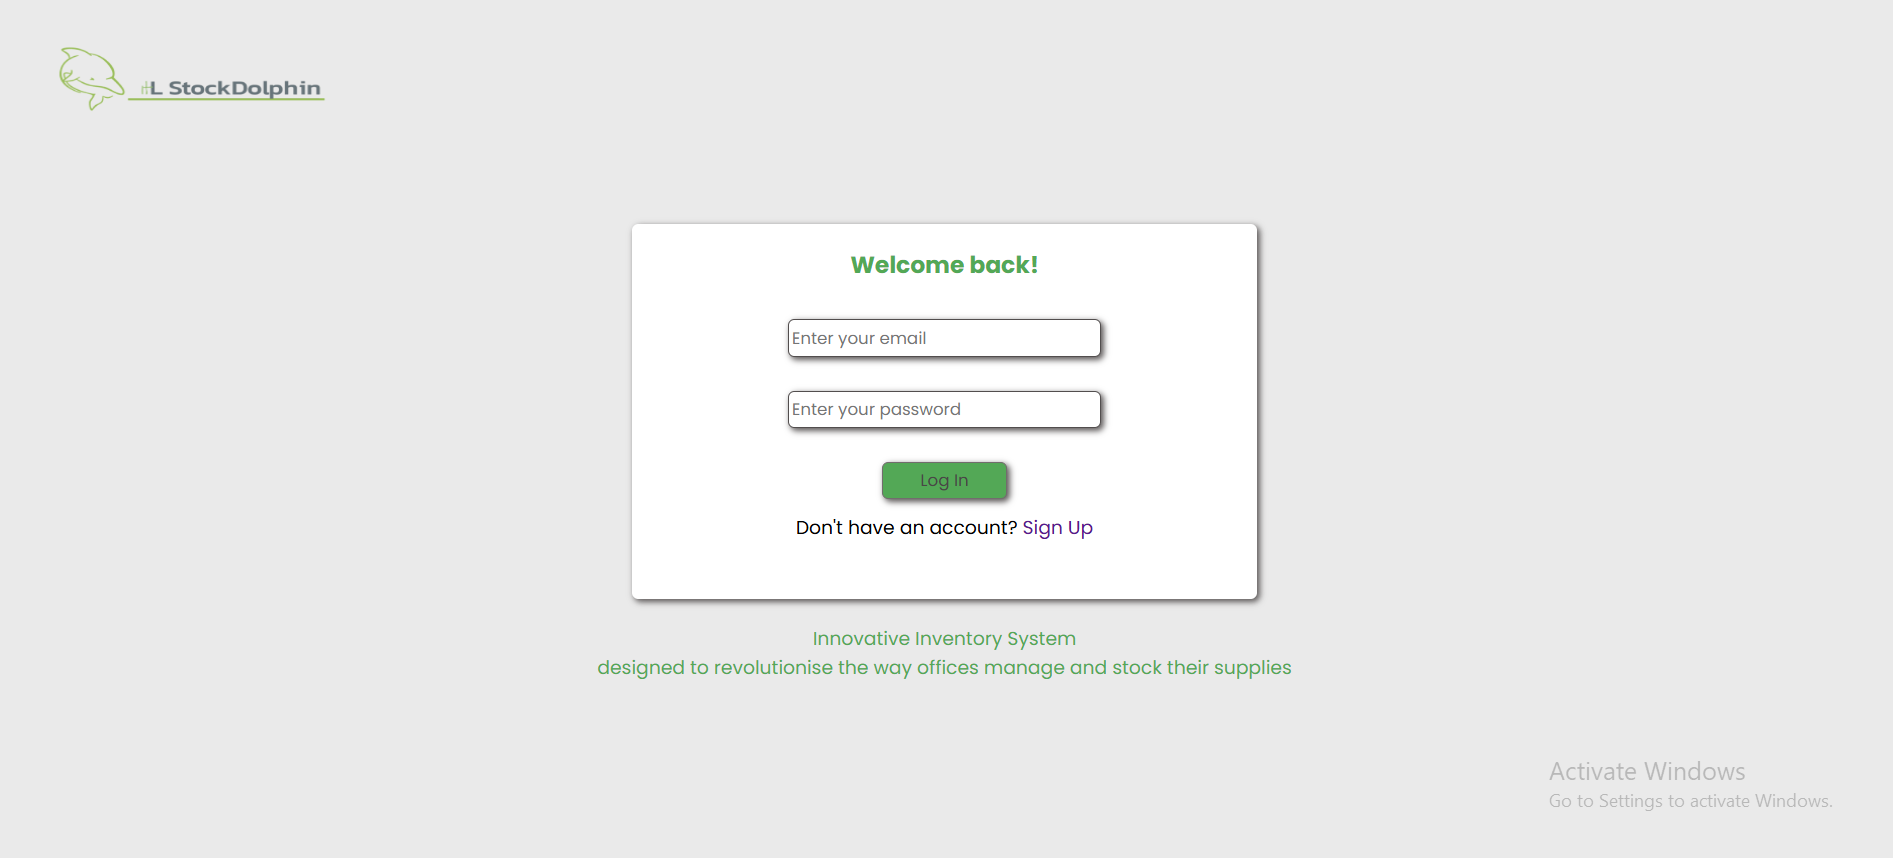 L StockDolphin
Welcome back!
Enter your email
Enter your password
Log In
Don't have an account? Sign Up
Innovative Inventory System
designed to revolutionise the way offices manage and stock their supplies
Activate Windows
Go to Settings to activate Windows.